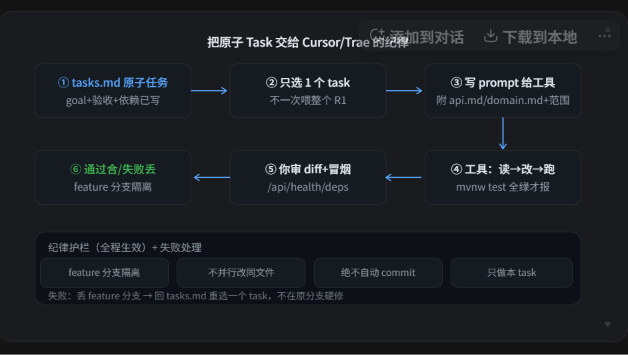 把原子 Task 交给 Cursor/Trae 的纪律
添加到对话
下载到本地
① tasks.md 原子任务
goal+验收+依赖已写
② 只选 1 个 task
不一次喂整个 R1
③ 写 prompt 给工具
附 api.md/domain.md+范围
⑥ 通过合/失败丢
feature 分支隔离
⑤ 你审 diff+冒烟
/api/health/deps
④ 工具：读→改→跑
mvnw test 全绿才报
纪律护栏（全程生效）+ 失败处理
feature 分支隔离
不并行改同文件
绝不自动 commit
只做本 task
失败：丢 feature 分支 → 回 tasks.md 重选一个 task，不在原分支硬修